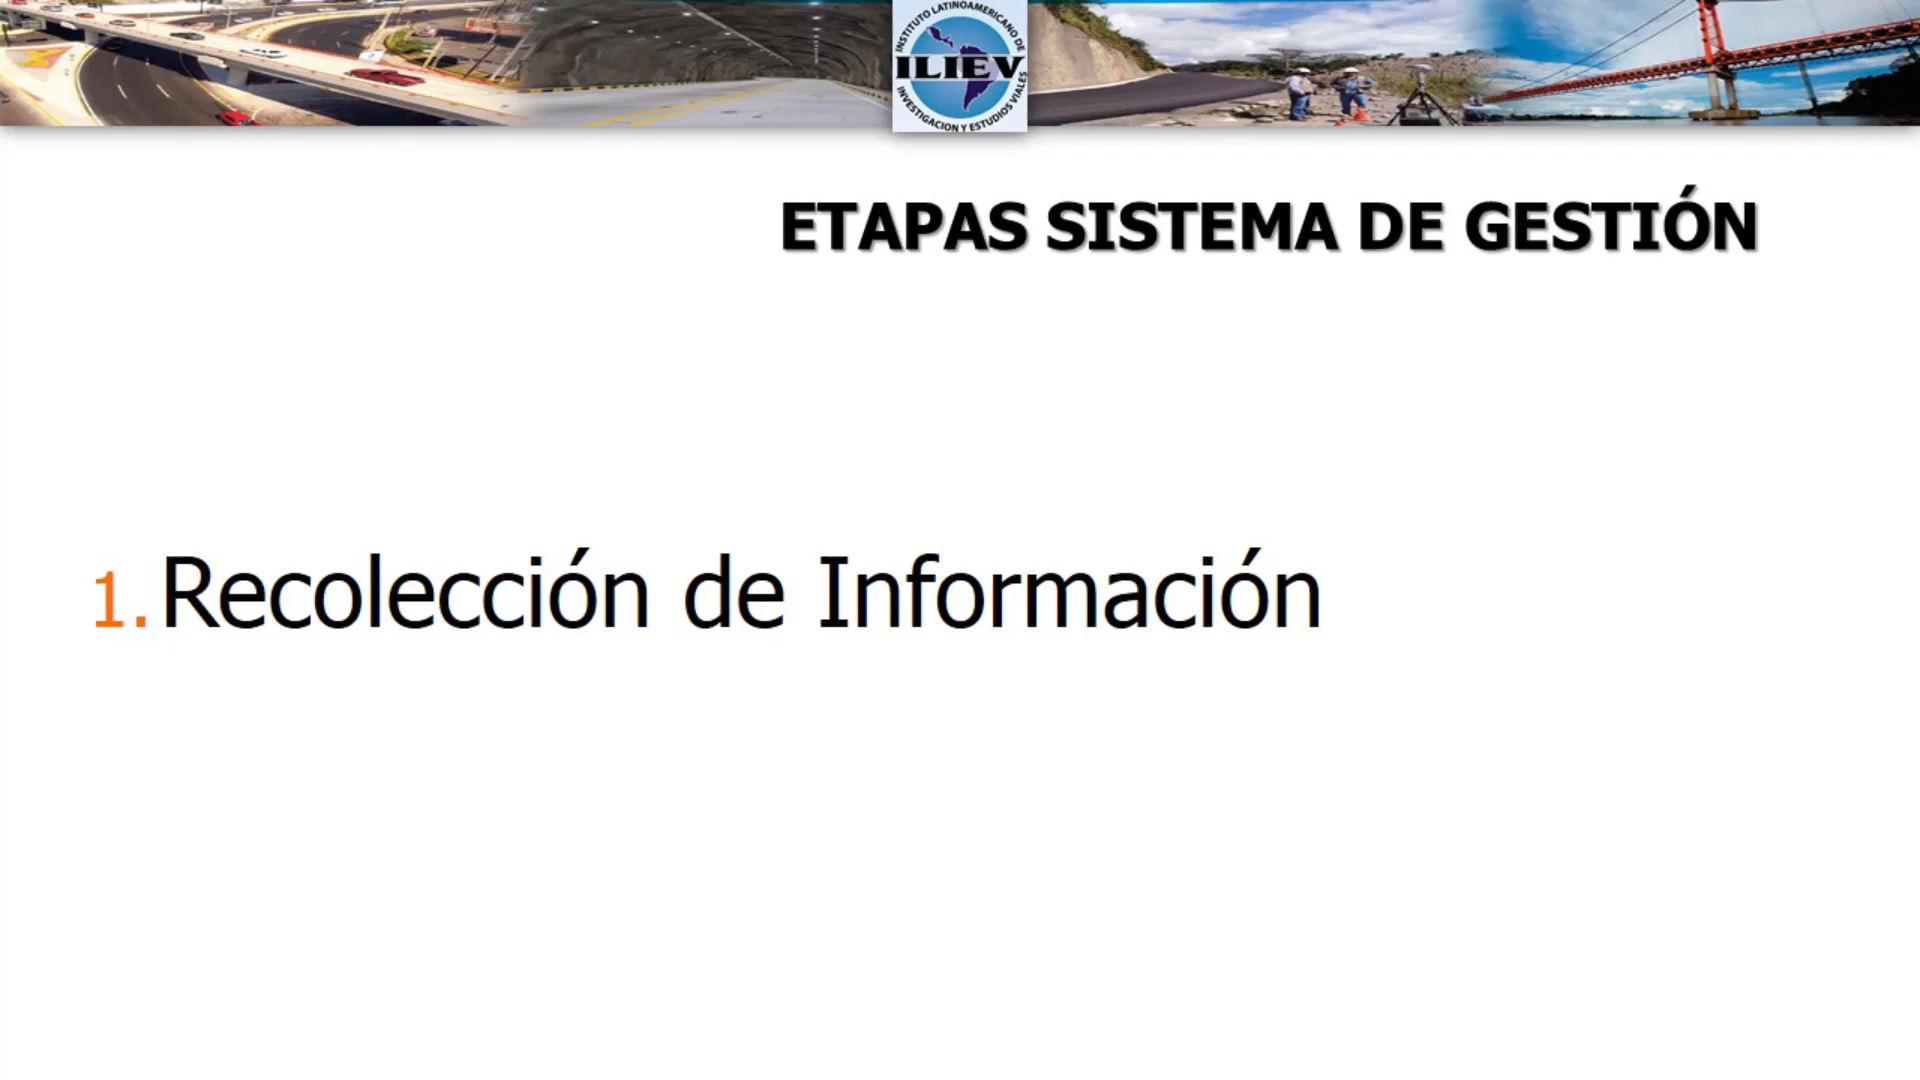 INSTITUTO LATINOAMERICANO DE
ILIEV
INVESTIGACION Y ESTUDIOS VIALES
ETAPAS SISTEMA DE GESTIÓN
1. Recolección de Información